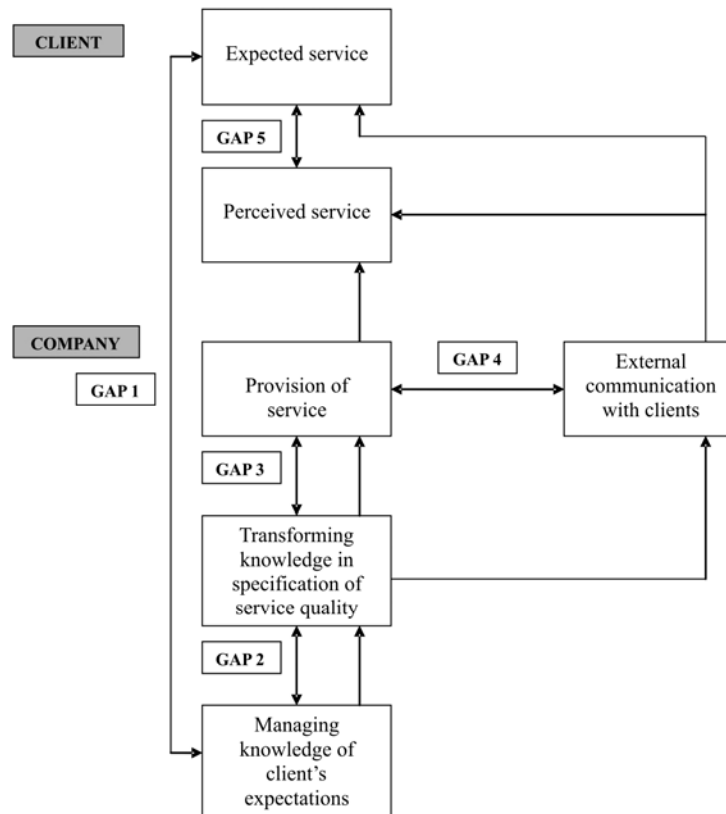 CLIENT
Expected service
GAP 5
Perceived service
COMPANY
GAP 1
Provision of
service
GAP 4
External
communication
with clients
GAP 3
Transforming
knowledge in
specification of
service quality
GAP 2
Managing
knowledge of
client's
expectations